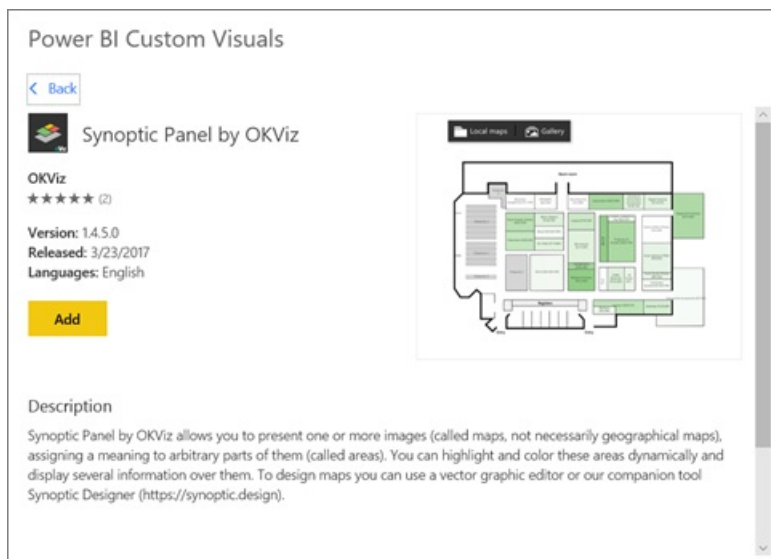 Power BI Custom Visuals
Back
Synoptic Panel by OKViz
OKViz
★★★★★ (2)
Version: 1.4.5.0
Released: 3/23/2017
Languages: English
Add
Local maps
Gallery
Description
Synoptic Panel by OKViz allows you to present one or more images (called maps, not necessarily geographical maps),
assigning a meaning to arbitrary parts of them (called areas). You can highlight and color these areas dynamically and
display several information over them. To design maps you can use a vector graphic editor or our companion tool
Synoptic Designer (https://synoptic.design).